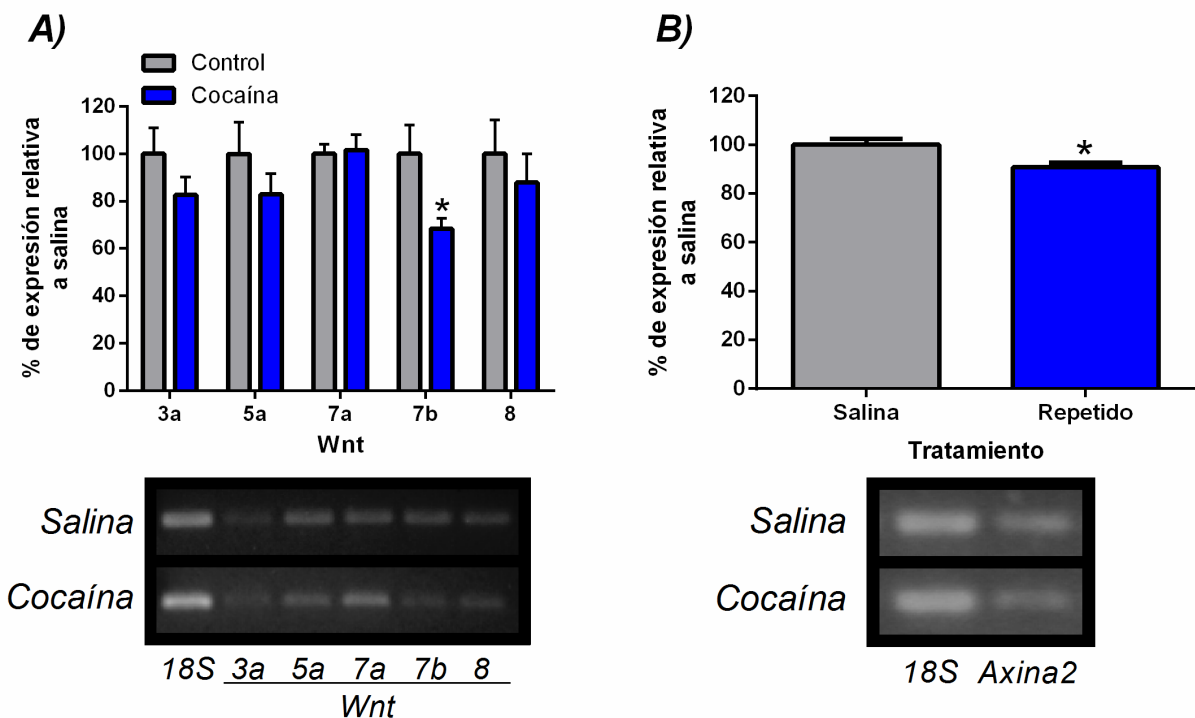 A)
Control
Cocaína
% de expresión relativa
a salina
120
100
80
60
40
20
0
3a 5a 7a 7b 8
*
Wnt
Salina
Cocaína
18S 3a 5a 7a 7b 8
Wnt
B)
% de expresión relativa
a salina
120
100
80
60
40
20
0
*
Salina Repetido
Tratamiento
Salina
Cocaína
18S Axina2